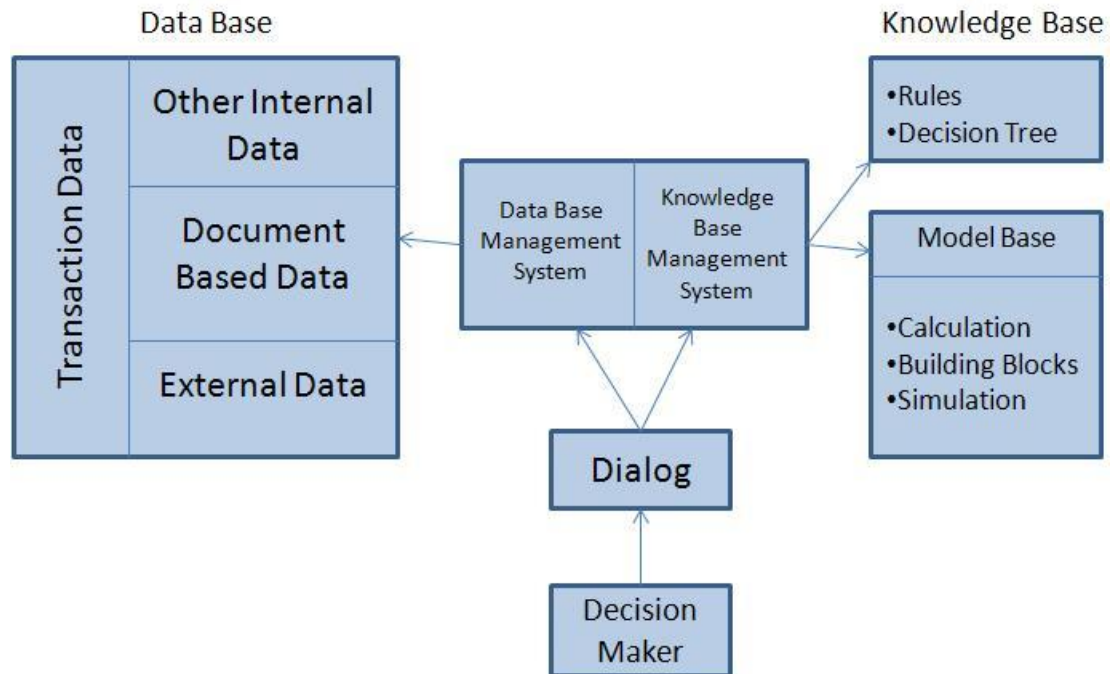 Data Base
Knowledge Base
Transaction Data
Other Internal
Data
Document
Based Data
External Data
Data Base
Management
System
Knowledge
Base
Management
System
•Rules
•Decision Tree
Model Base
•Calculation
•Building Blocks
•Simulation
Dialog
Decision
Maker